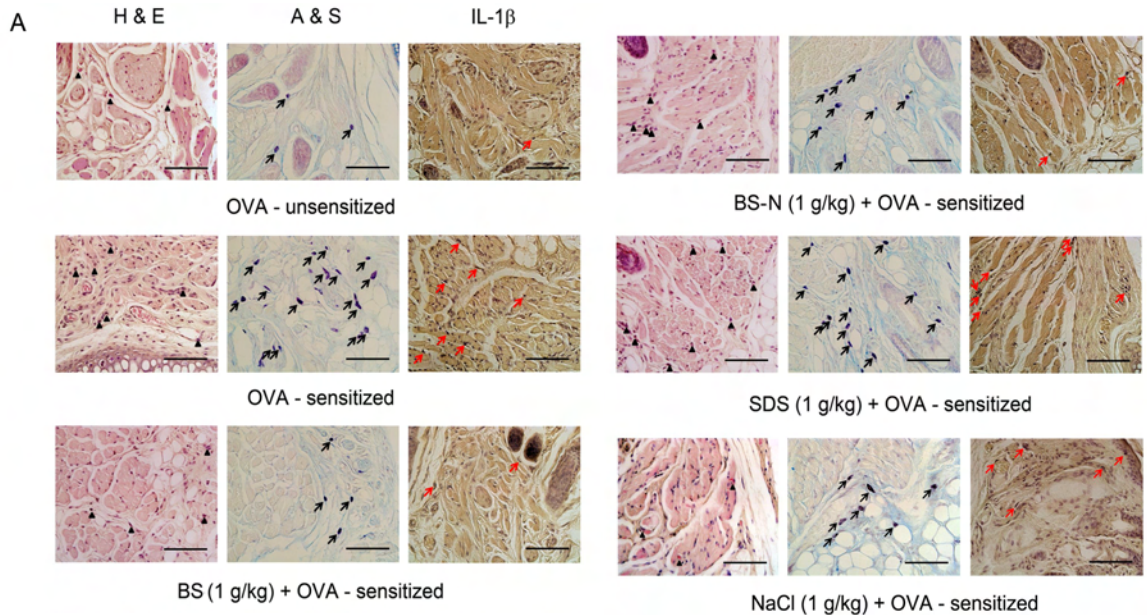 A
H & E A & S IL-1β
OVA - unsensitized
OVA - sensitized
BS (1 g/kg) + OVA - sensitized
BS-N (1 g/kg) + OVA - sensitized
SDS (1 g/kg) + OVA - sensitized
NaCl (1 g/kg) + OVA - sensitized